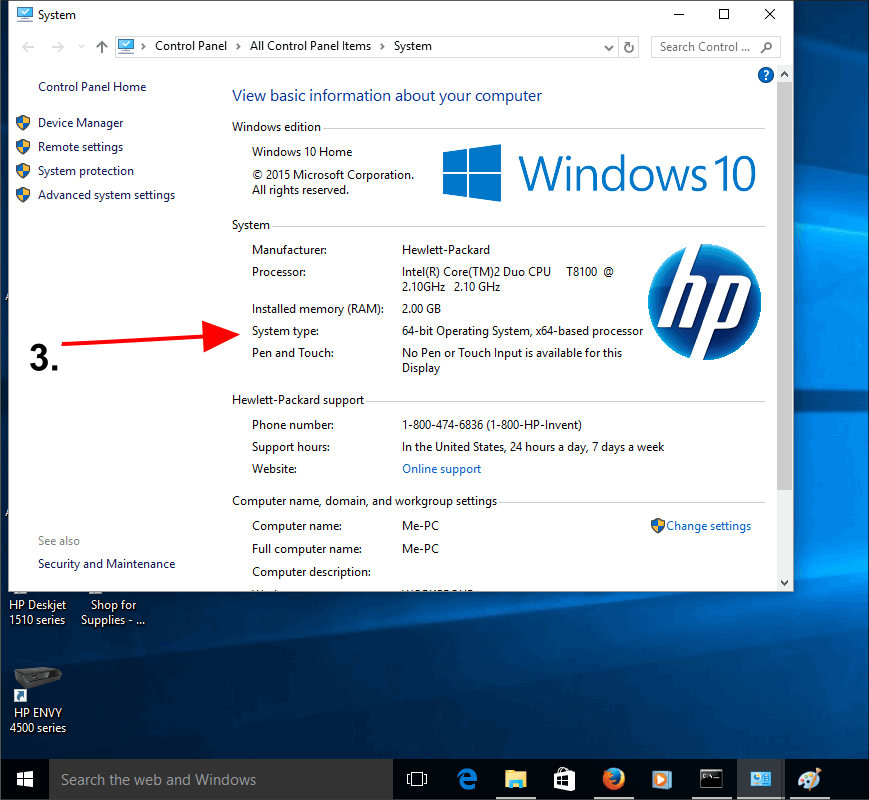 System
Control Panel > All Control Panel Items > System
Search Control ...
Control Panel Home
Device Manager
Remote settings
System protection
Advanced system settings
See also
Security and Maintenance
?
View basic information about your computer
Windows edition
Windows 10 Home
© 2015 Microsoft Corporation.
All rights reserved.
Windows 10
System
Manufacturer: Hewlett-Packard
Processor: Intel(R) Core(TM)2 Duo CPU T8100 @
2.10GHz 2.10 GHz
Installed memory (RAM): 2.00 GB
System type: 64-bit Operating System, x64-based processor
Pen and Touch: No Pen or Touch Input is available for this
Display
hp
3.
Hewlett-Packard support
Phone number: 1-800-474-6836 (1-800-HP-Invent)
Support hours: In the United States, 24 hours a day, 7 days a week
Website: Online support
Computer name, domain, and workgroup settings
Computer name: Me-PC
Change settings
Full computer name: Me-PC
Computer description:
HP Deskjet
1510 series
Shop for
Supplies - ...
HP ENVY
4500 series
Search the web and Windows